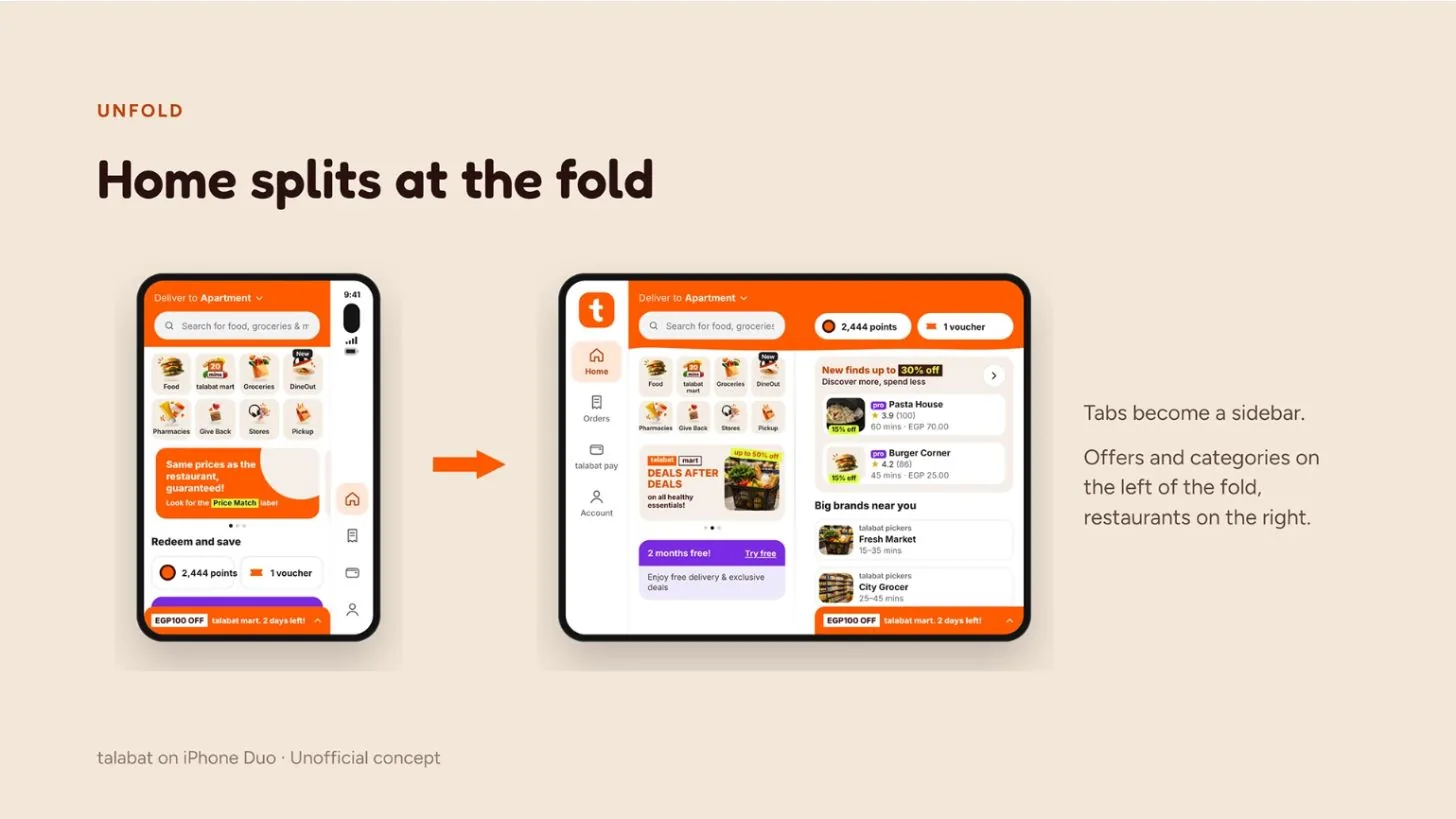 UNFOLD
Home splits at the fold
Deliver to Apartment
Search for food, groceries & m
9:41
Food
talabat mart
Groceries
New
DineOut
20
mins
Pharmacies
Give Back
Stores
Pickup
Same prices as the
restaurant,
guaranteed!
Look for the Price Match label
Redeem and save
2,444 points
1 voucher
EGP100 OFF talabat mart. 2 days left!
t
Home
Orders
talabat pay
Account
Deliver to Apartment
Search for food, groceries
2,444 points
1 voucher
Food
20
mins
talabat
mart
Groceries
New
DineOut
Pharmacies
Give Back
Stores
Pickup
talabat mart
DEALS AFTER
DEALS
on all healthy
essentials!
up to 50% off
2 months free!
Try free
Enjoy free delivery & exclusive
deals
New finds up to 30% off
Discover more, spend less
pro Pasta House
3.9 (100)
60 mins · EGP 70.00
15% off
pro Burger Corner
4.2 (86)
45 mins · EGP 25.00
15% off
Big brands near you
talabat pickers
Fresh Market
15–35 mins
talabat pickers
City Grocer
25–45 mins
EGP100 OFF talabat mart. 2 days left!
Tabs become a sidebar.
Offers and categories on
the left of the fold,
restaurants on the right.
talabat on iPhone Duo · Unofficial concept